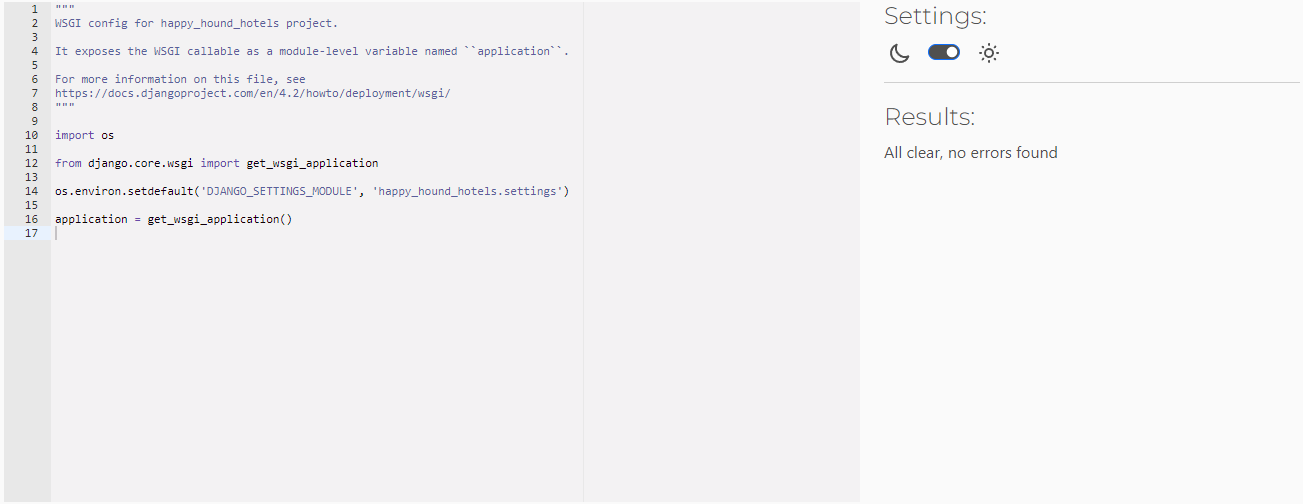 1 """
2 WSGI config for happy_hound_hotels project.
3
4 It exposes the WSGI callable as a module-level variable named ``application``.
5
6 For more information on this file, see
7 https://docs.djangoproject.com/en/4.2/howto/deployment/wsgi/
8 """
9
10 import os
11
12 from django.core.wsgi import get_wsgi_application
13
14 os.environ.setdefault('DJANGO_SETTINGS_MODULE', 'happy_hound_hotels.settings')
15
16 application = get_wsgi_application()
17
Settings:
Results:
All clear, no errors found